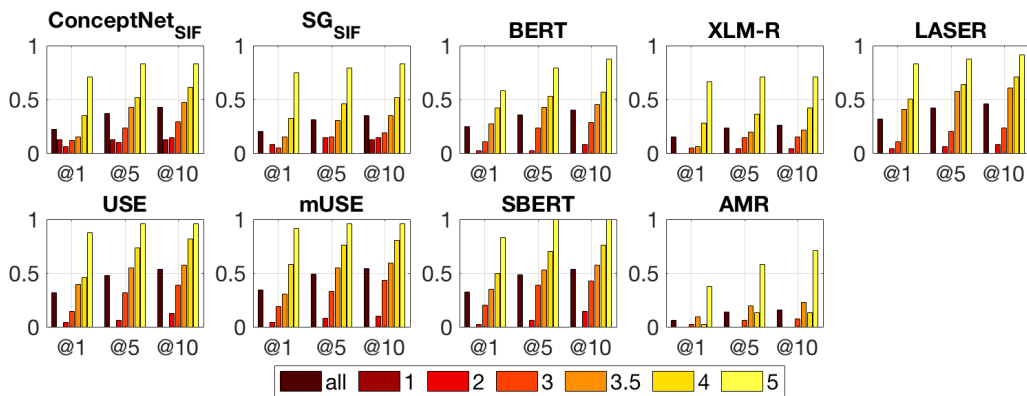 ConceptNet_SIF SG_SIF BERT XLM-R LASER
1 1 1 1 1
0.5 0.5 0.5 0.5 0.5
0 0 0 0 0
@1 @5 @10 @1 @5 @10 @1 @5 @10 @1 @5 @10 @1 @5 @10
USE mUSE SBERT AMR
1 1 1 1
0.5 0.5 0.5 0.5
0 0 0 0
@1 @5 @10 @1 @5 @10 @1 @5 @10 @1 @5 @10
all 1 2 3 3.5 4 5